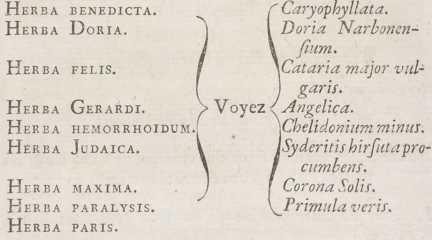 HERBA BENEDICTA.
HERBA DORIA.
HERBA FELIS.
HERBA GERARDI.
HERBA HEMORRHOIDUM.
HERBA JUDAICA.
HERBA MAXIMA.
HERBA PARALYSIS.
HERBA PARIS.
Voyez
Caryophyllata.
Doria Narbonen-
ſium.
Cataria major vul-
garis.
Angelica.
Chelidonium minus.
Syderitis hirſuta pro-
cumbens.
Corona Solis.
Primula veris.